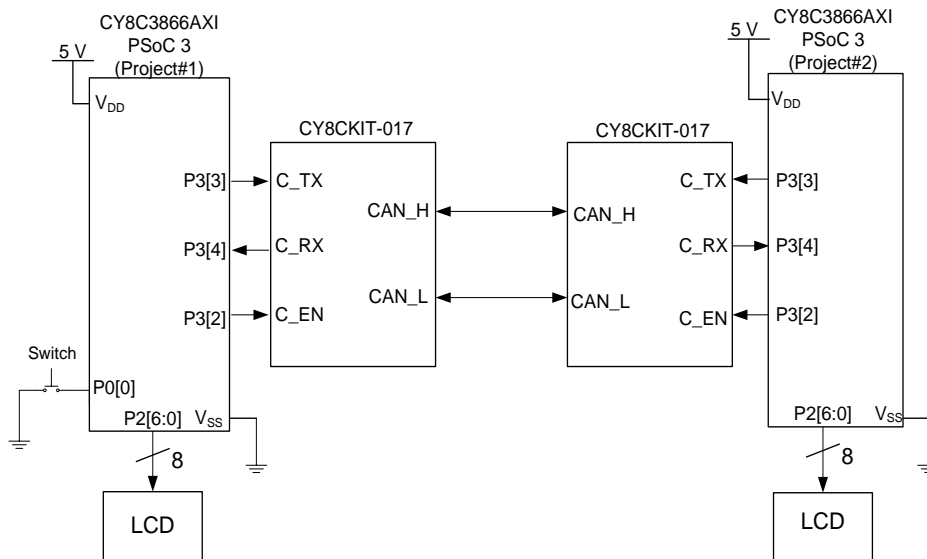 CY8C3866AXI
PSoC 3
(Project#1)
5 V
VDD
P3[3]
P3[4]
P3[2]
Switch
P0[0]
P2[6:0]
VSS
8
LCD
CY8CKIT-017
C_TX
C_RX
C_EN
CAN_H
CAN_L
CY8CKIT-017
CAN_H
CAN_L
C_TX
C_RX
C_EN
CY8C3866AXI
PSoC 3
(Project#2)
5 V
VDD
P3[3]
P3[4]
P3[2]
P2[6:0]
VSS
8
LCD